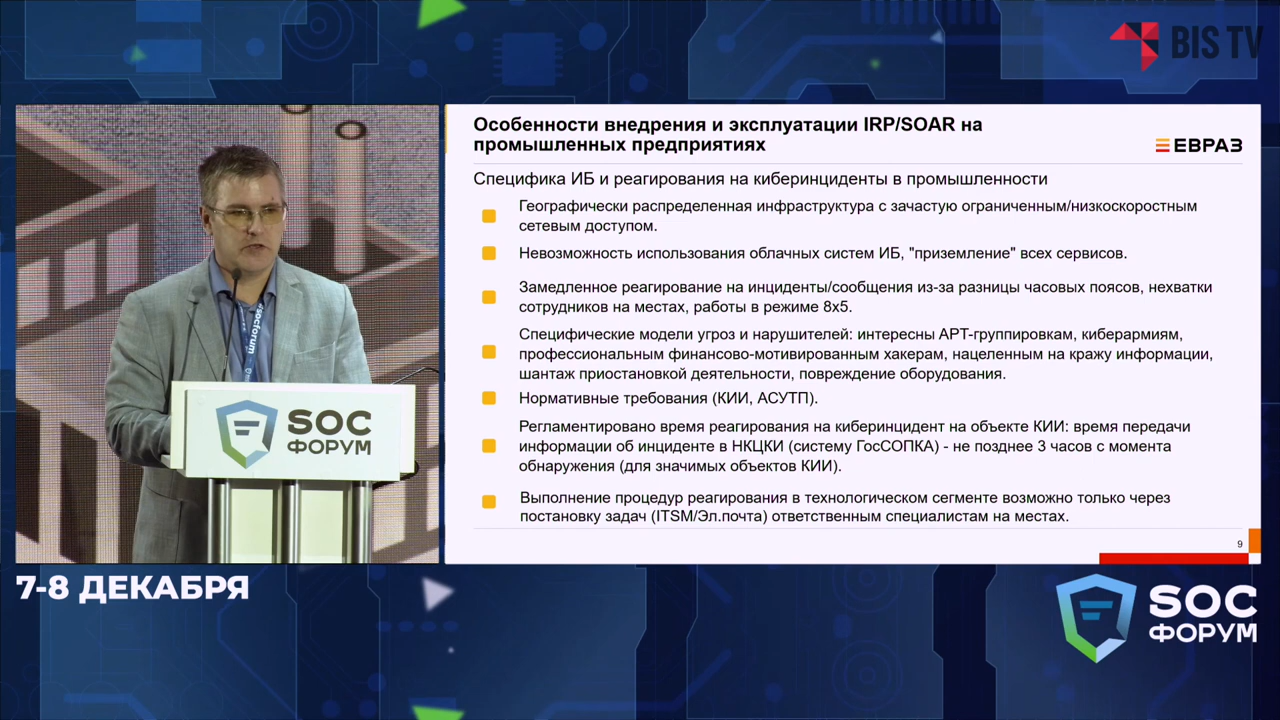 BIS TV
Особенности внедрения и эксплуатации IRP/SOAR на
промышленных предприятиях
ЕВРАЗ
Специфика ИБ и реагирования на киберинциденты в промышленности
Географически распределенная инфраструктура с зачастую ограниченным/низкоскоростным
сетевым доступом.
Невозможность использования облачных систем ИБ, "приземление" всех сервисов.
Замедленное реагирование на инциденты/сообщения из-за разницы часовых поясов, нехватки
сотрудников на местах, работы в режиме 8х5.
Специфические модели угроз и нарушителей: интересны APT-группировкам, киберармиям,
профессиональным финансово-мотивированным хакерам, нацеленным на кражу информации,
шантаж приостановкой деятельности, повреждение оборудования.
Нормативные требования (КИИ, АСУТП).
Регламентировано время реагирования на киберинцидент на объекте КИИ: время передачи
информации об инциденте в НКЦКИ (систему ГосСОПКА) - не позднее 3 часов с момента
обнаружения (для значимых объектов КИИ).
Выполнение процедур реагирования в технологическом сегменте возможно только через
постановку задач (ITSM/Эл.почта) ответственным специалистам на местах.
9
socforum
SOC
ФОРУМ
7-8 ДЕКАБРЯ
SOC
ФОРУМ